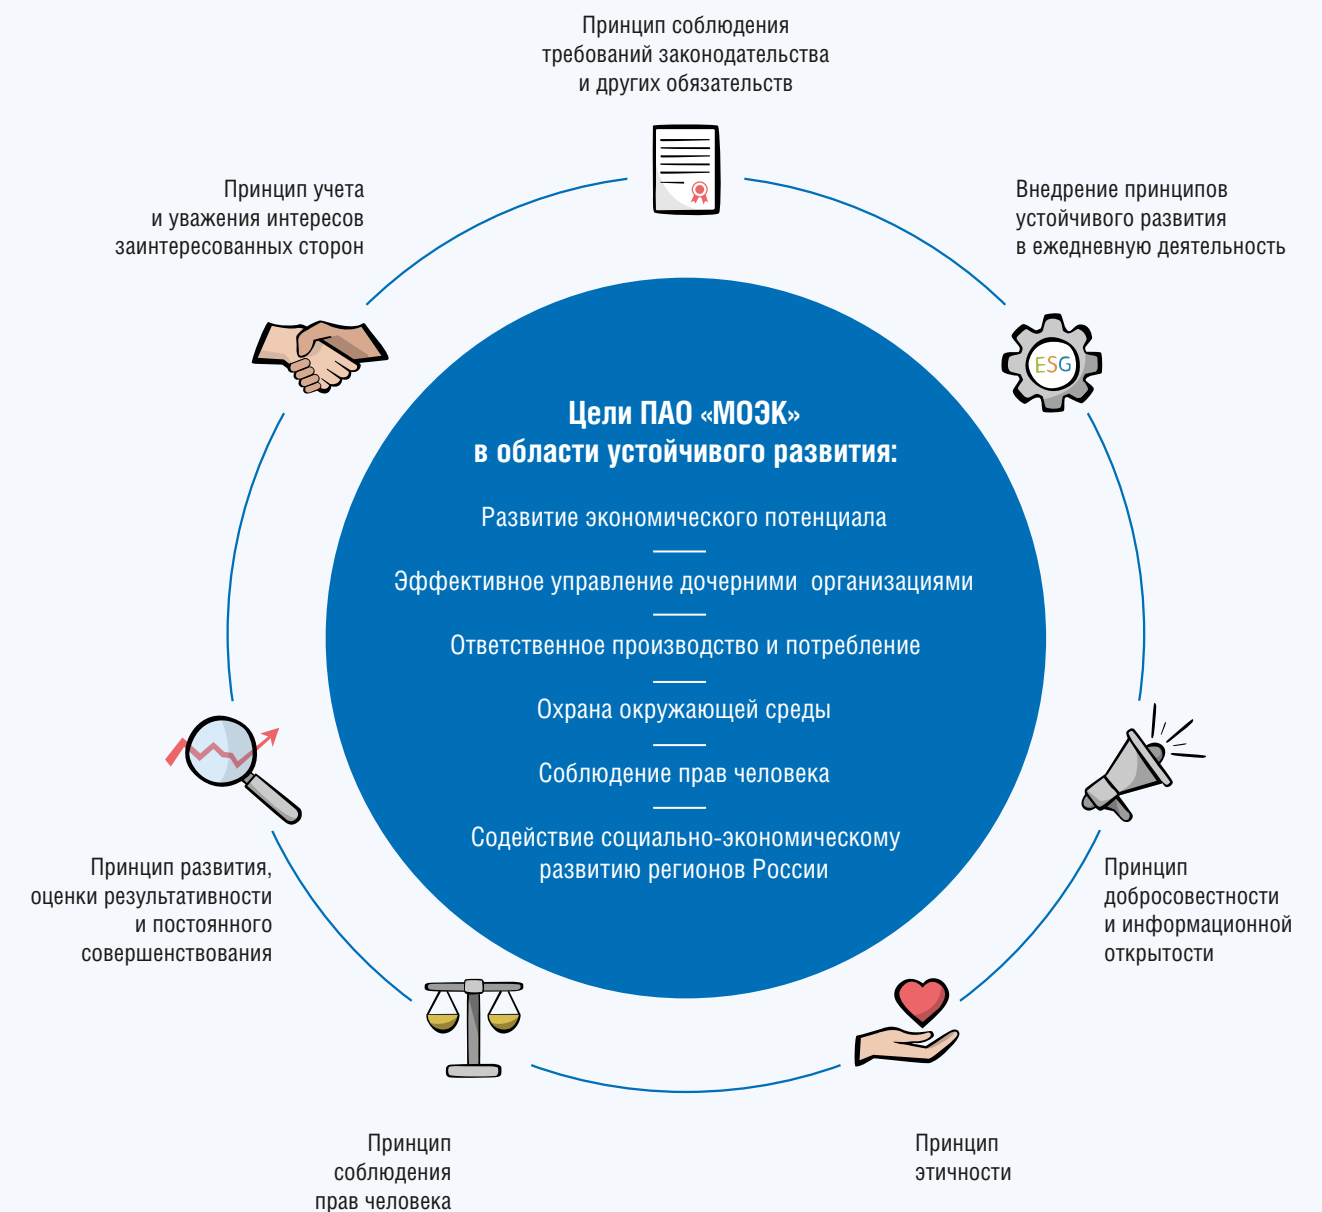 Принцип соблюдения
требований законодательства
и других обязательств
Принцип учета
и уважения интересов
заинтересованных сторон
Внедрение принципов
устойчивого развития
в ежедневную деятельность
ESG
Цели ПАО «МОЭК»
в области устойчивого развития:
Развитие экономического потенциала
Эффективное управление дочерними организациями
Ответственное производство и потребление
Охрана окружающей среды
Соблюдение прав человека
Содействие социально-экономическому
развитию регионов России
Принцип развития,
оценки результативности
и постоянного
совершенствования
Принцип
добросовестности
и информационной
открытости
Принцип
соблюдения
прав человека
Принцип
этичности